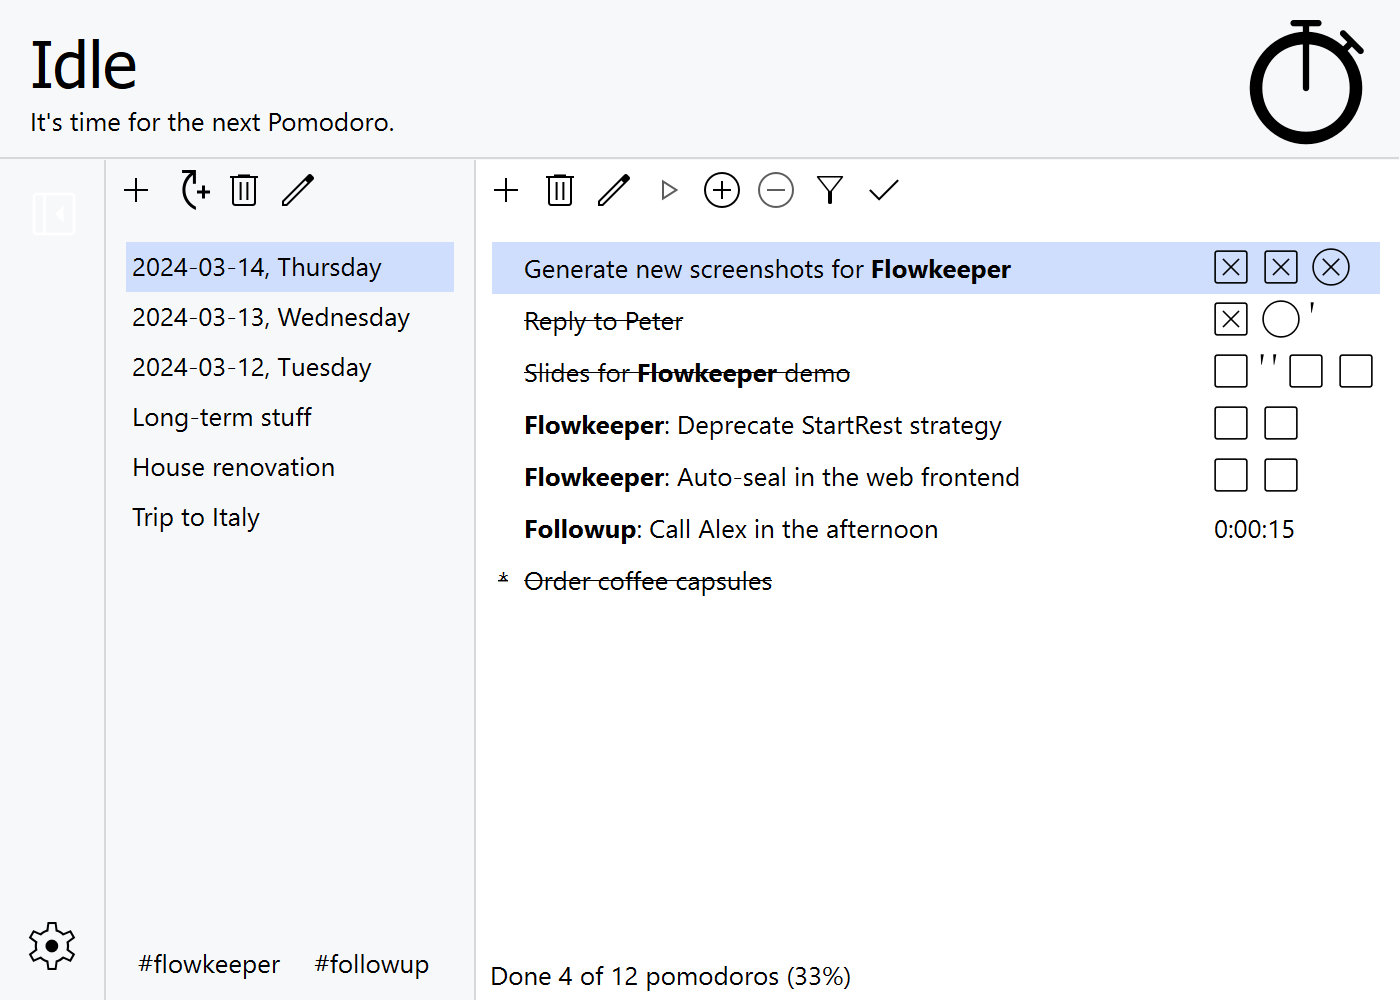 Idle
It's time for the next Pomodoro.
2024-03-14, Thursday
2024-03-13, Wednesday
2024-03-12, Tuesday
Long-term stuff
House renovation
Trip to Italy
#flowkeeper #followup
Generate new screenshots for Flowkeeper
Reply to Peter '
Slides for Flowkeeper demo ' '
Flowkeeper: Deprecate StartRest strategy
Flowkeeper: Auto-seal in the web frontend
Followup: Call Alex in the afternoon 0:00:15
* Order coffee capsules
Done 4 of 12 pomodoros (33%)